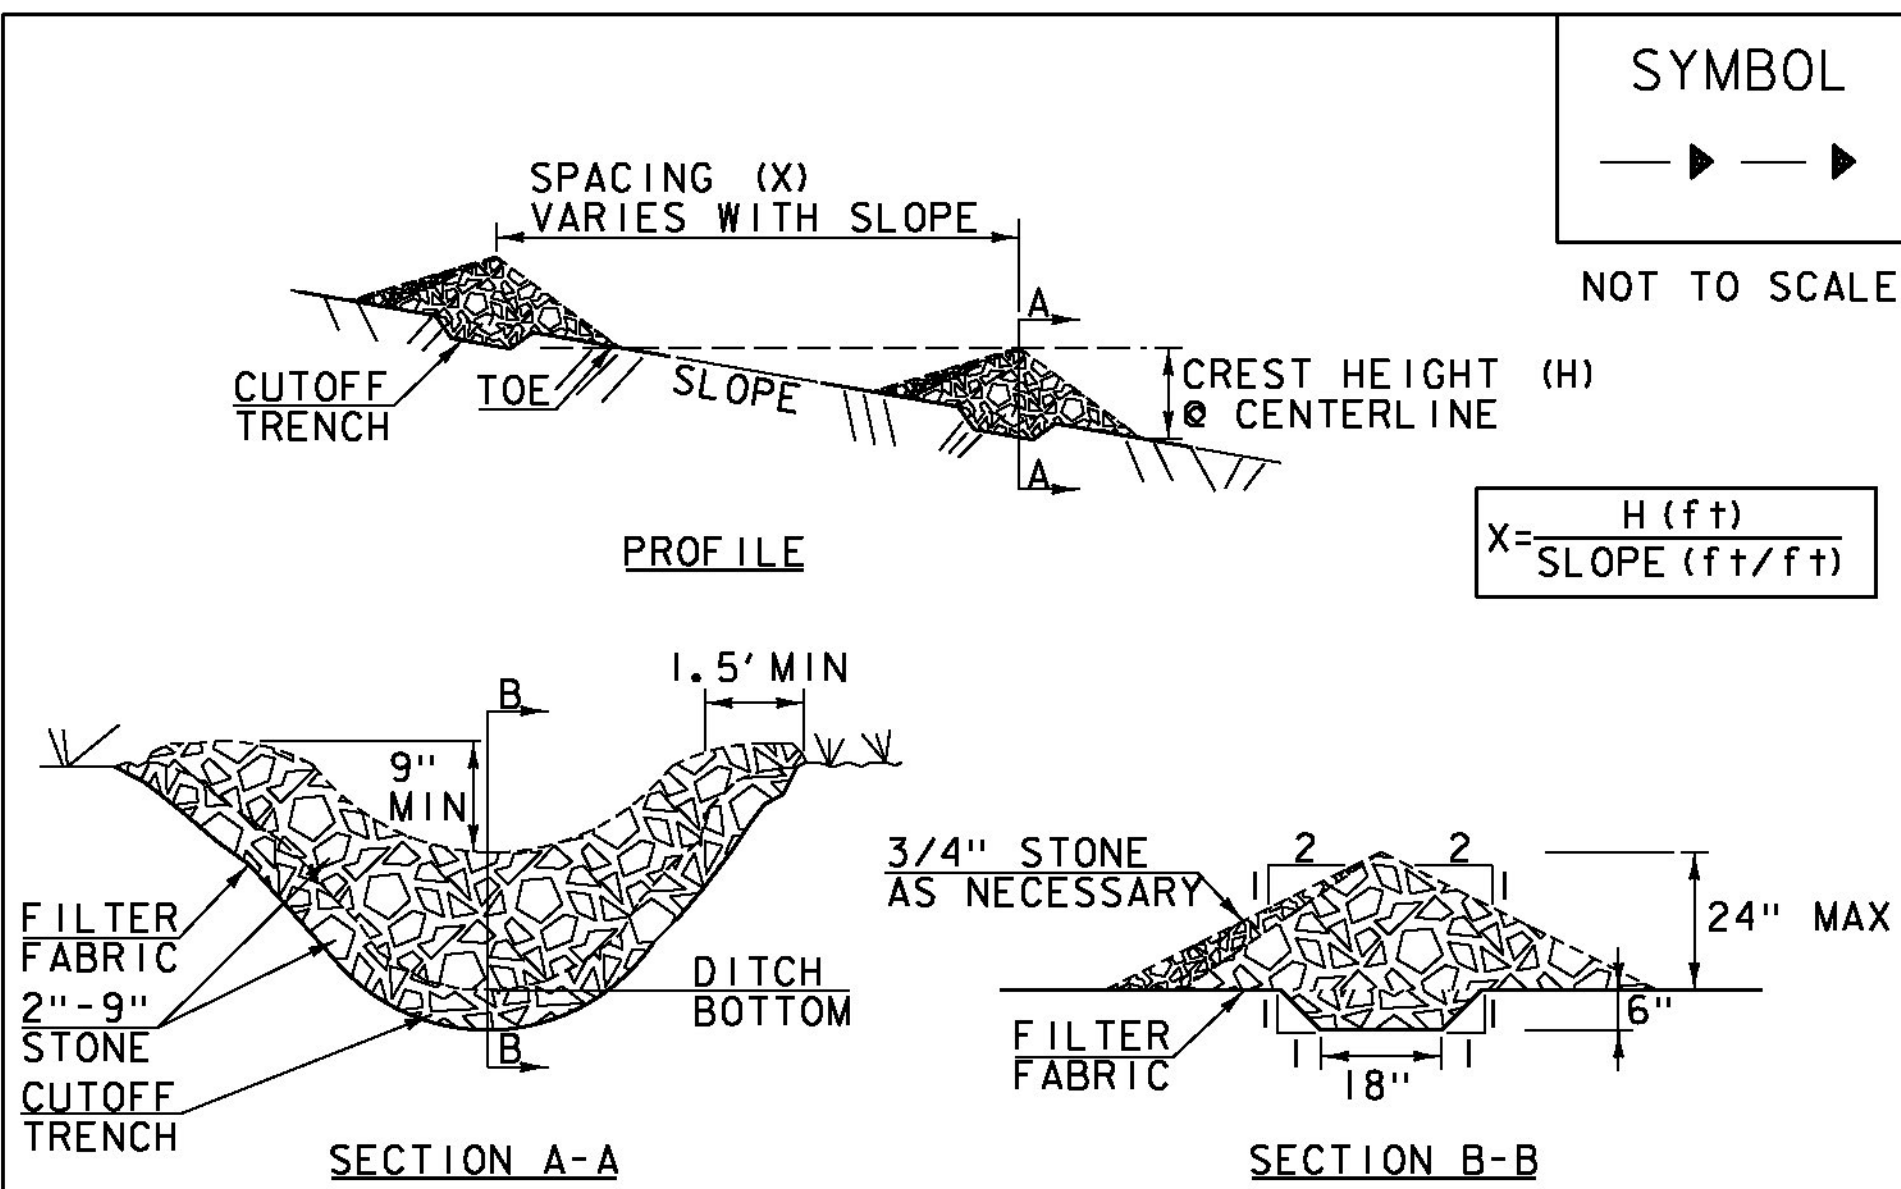 SYMBOL
NOT TO SCALE
SPACING (X)
VARIES WITH SLOPE
A
CUTOFF
TRENCH
TOE
SLOPE
CREST HEIGHT (H)
@ CENTERLINE
A
PROFILE
X=
H (ft)
SLOPE (ft/ft)
B
1.5' MIN
9"
MIN
FILTER
FABRIC
2"-9"
STONE
CUTOFF
TRENCH
DITCH
BOTTOM
B
SECTION A-A
3/4" STONE
AS NECESSARY
2
2
1
1
24" MAX
FILTER
FABRIC
1
1
1
1
6"
18"
SECTION B-B